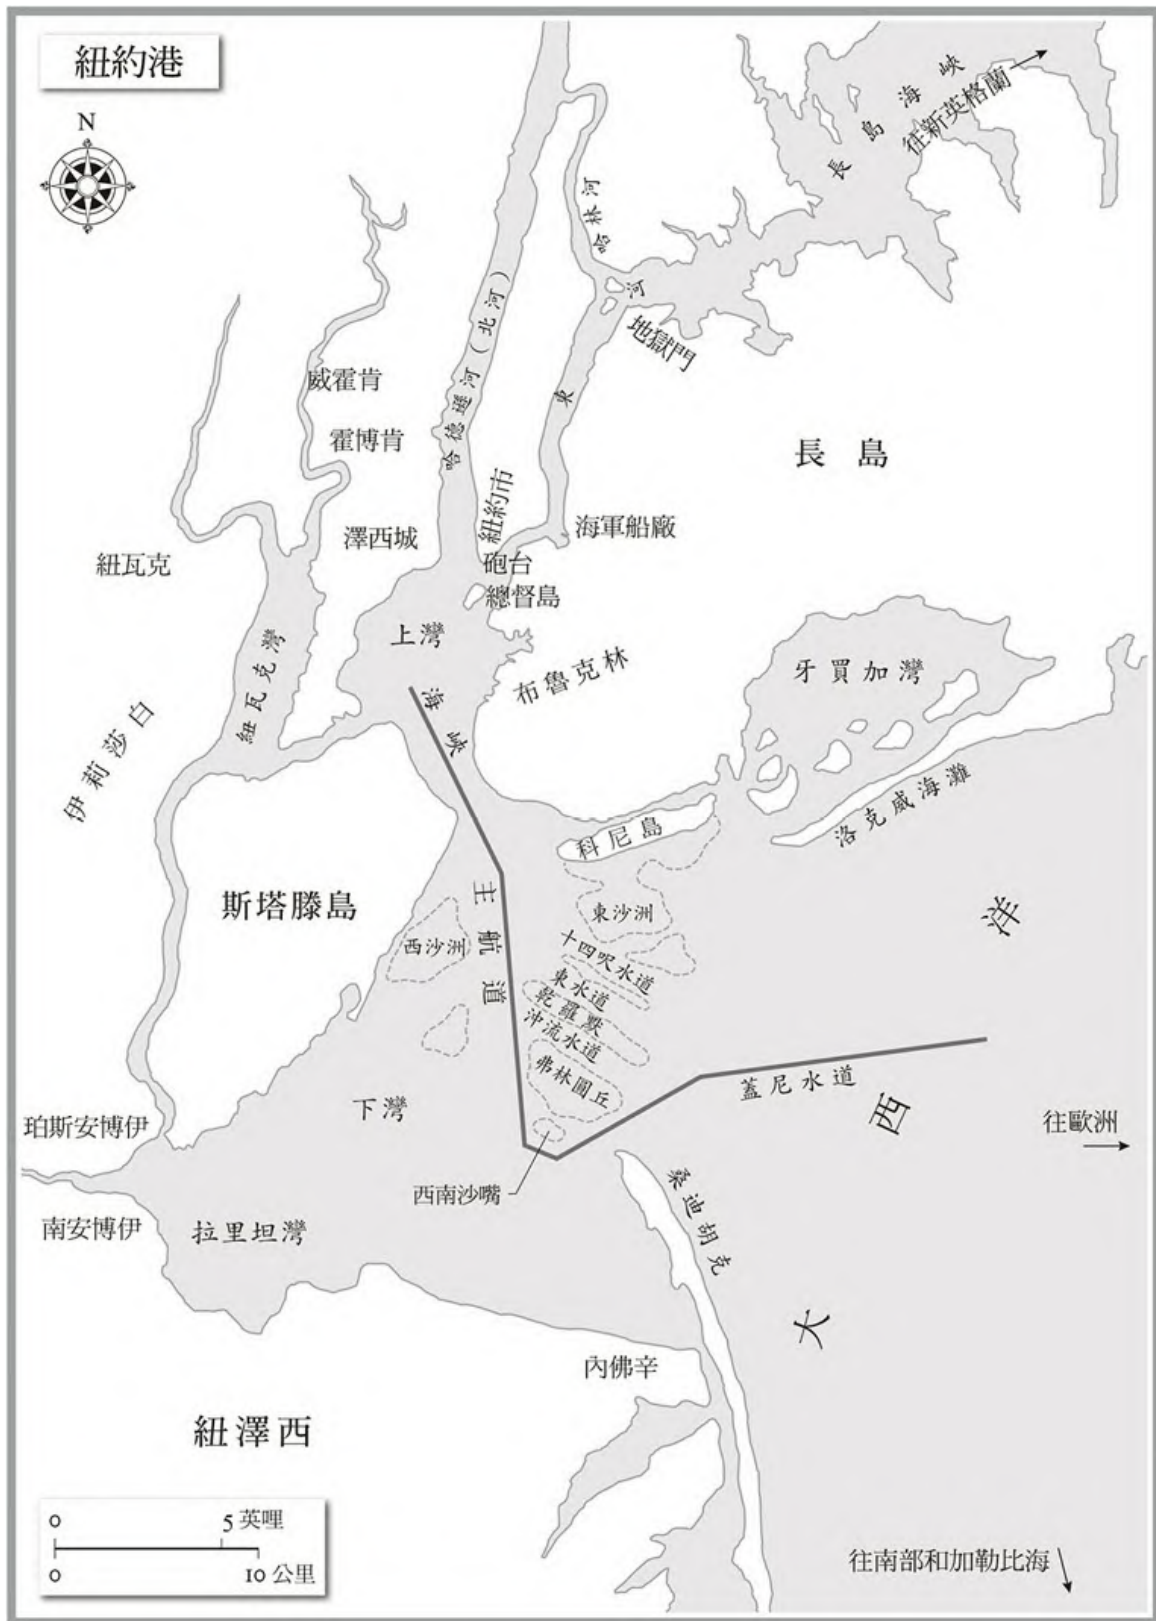 紐約港
N
長島海峽
往新英格蘭
哈林河
哈德遜河(北河)
東河
地獄門
威霍肯
霍博肯
長島
紐約市
澤西城
海軍船廠
紐瓦克
砲台
總督島
上灣
紐瓦克灣
布魯克林
牙買加灣
海峽
伊莉莎白
科尼島
洛克威海灘
斯塔滕島
主航道
西沙洲
東沙洲
十四呎水道
東水道
乾羅默
沖流水道
弗林圓丘
蓋尼水道
下灣
珀斯安博伊
往歐洲
西南沙嘴
桑迪胡克
南安博伊
拉里坦灣
大西洋
內佛辛
紐澤西
0 5 英哩
0 10 公里
往南部和加勒比海